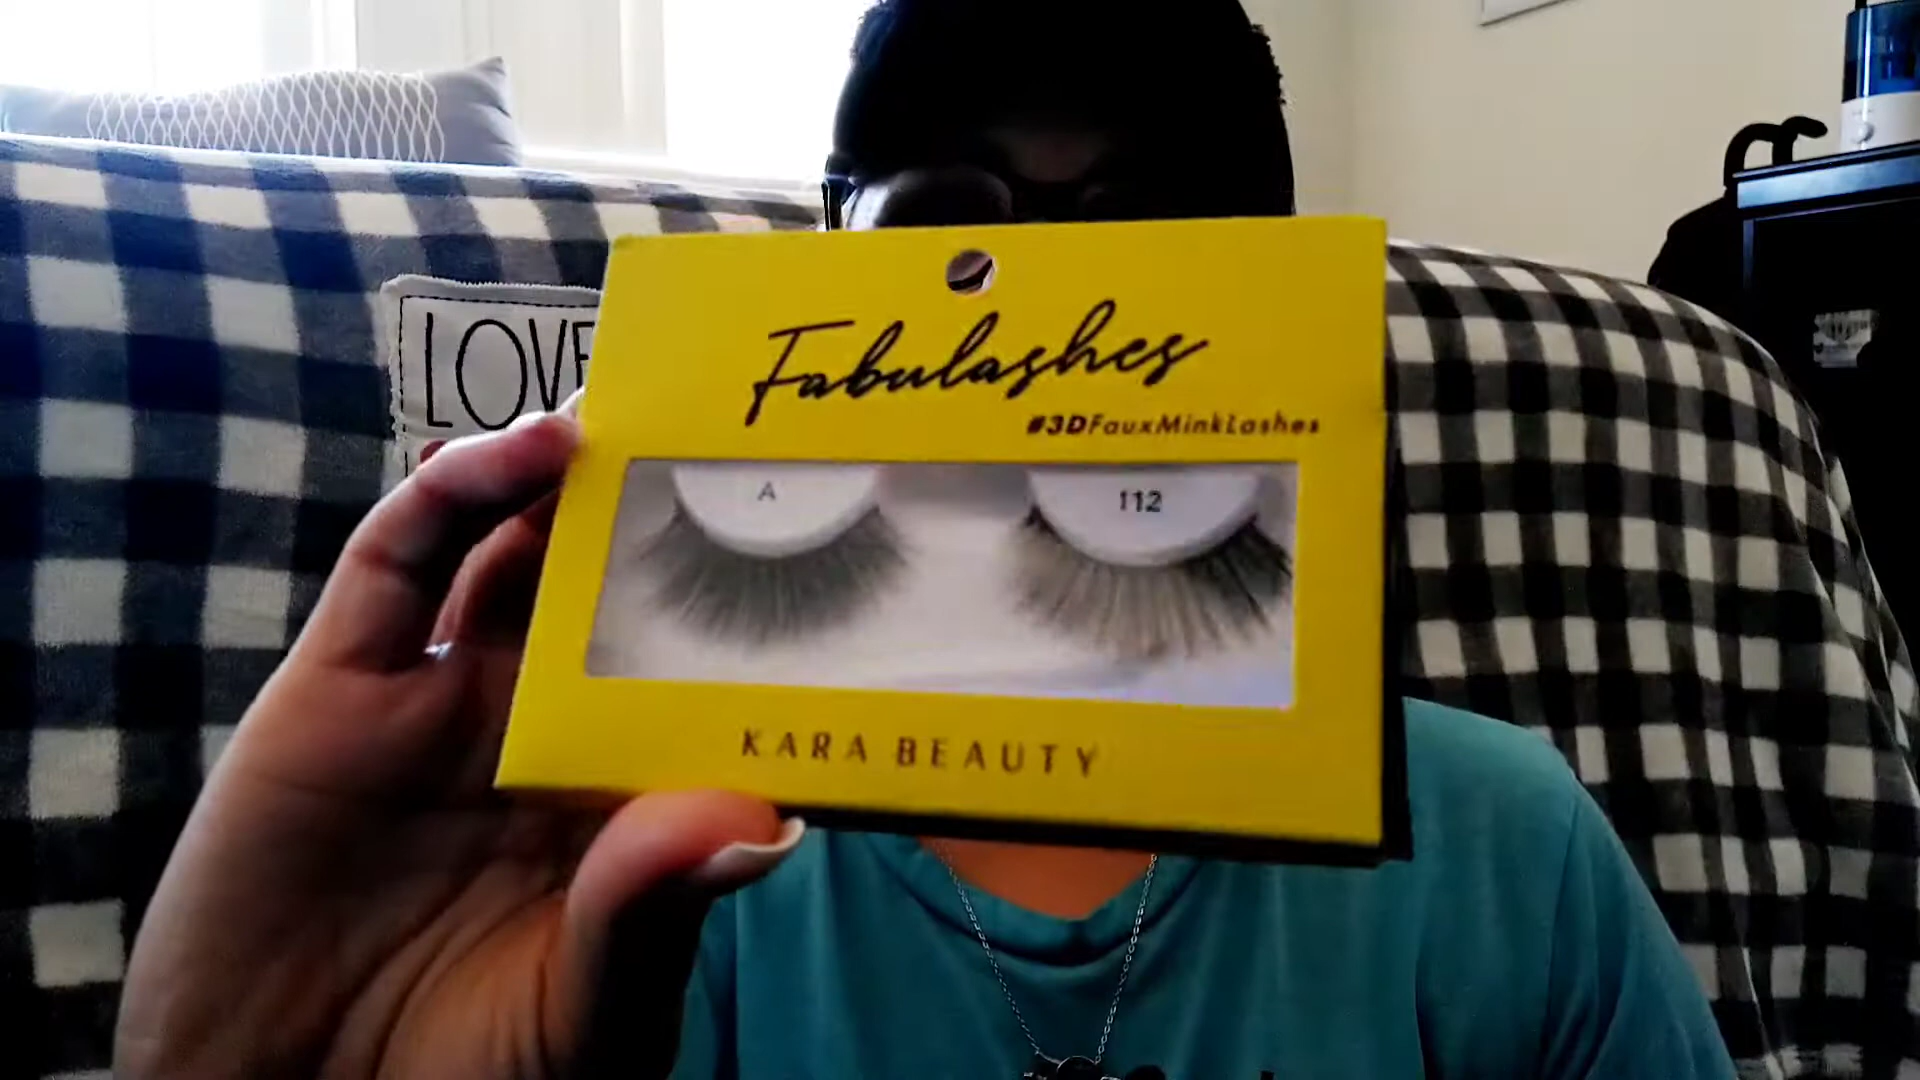 LOVE
Fabulashes
#3DFauxMinkLashes
A
112
KARA BEAUTY